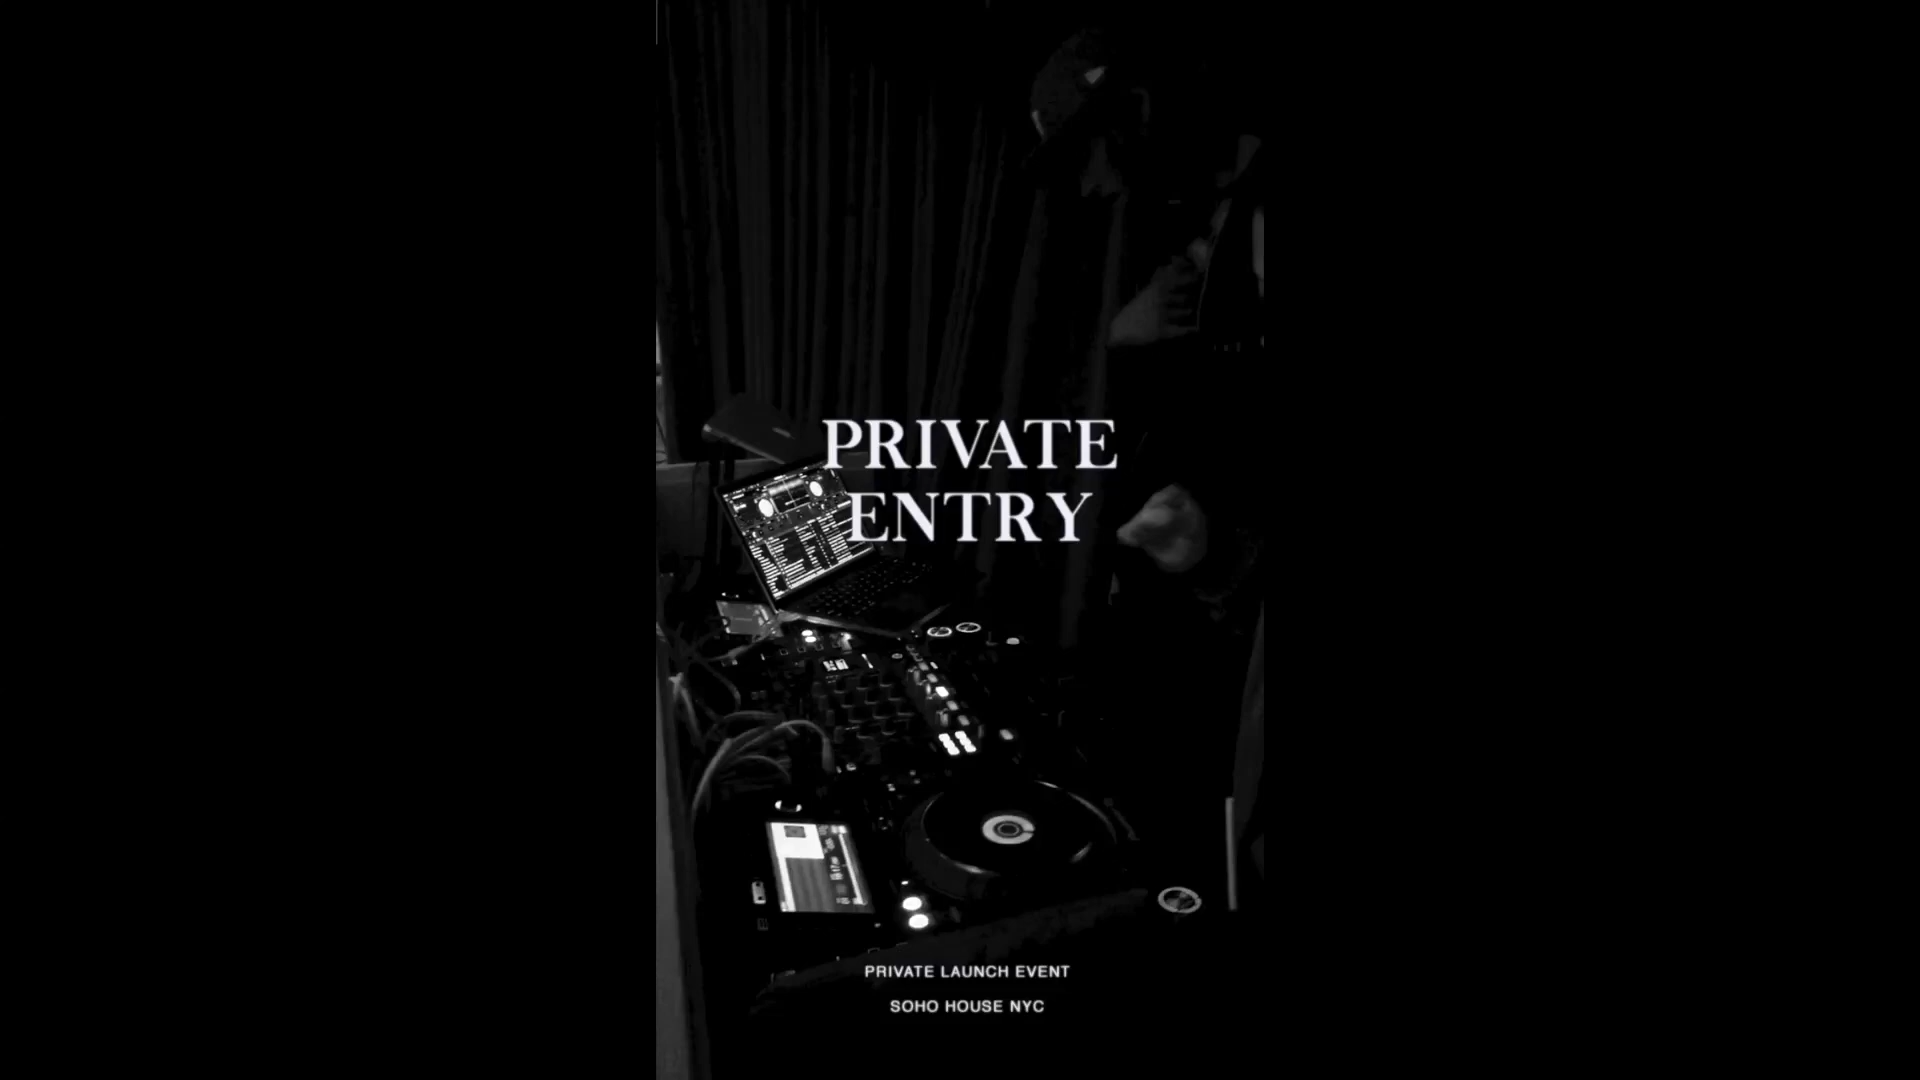 PRIVATE
ENTRY
PRIVATE LAUNCH EVENT
SOHO HOUSE NYC